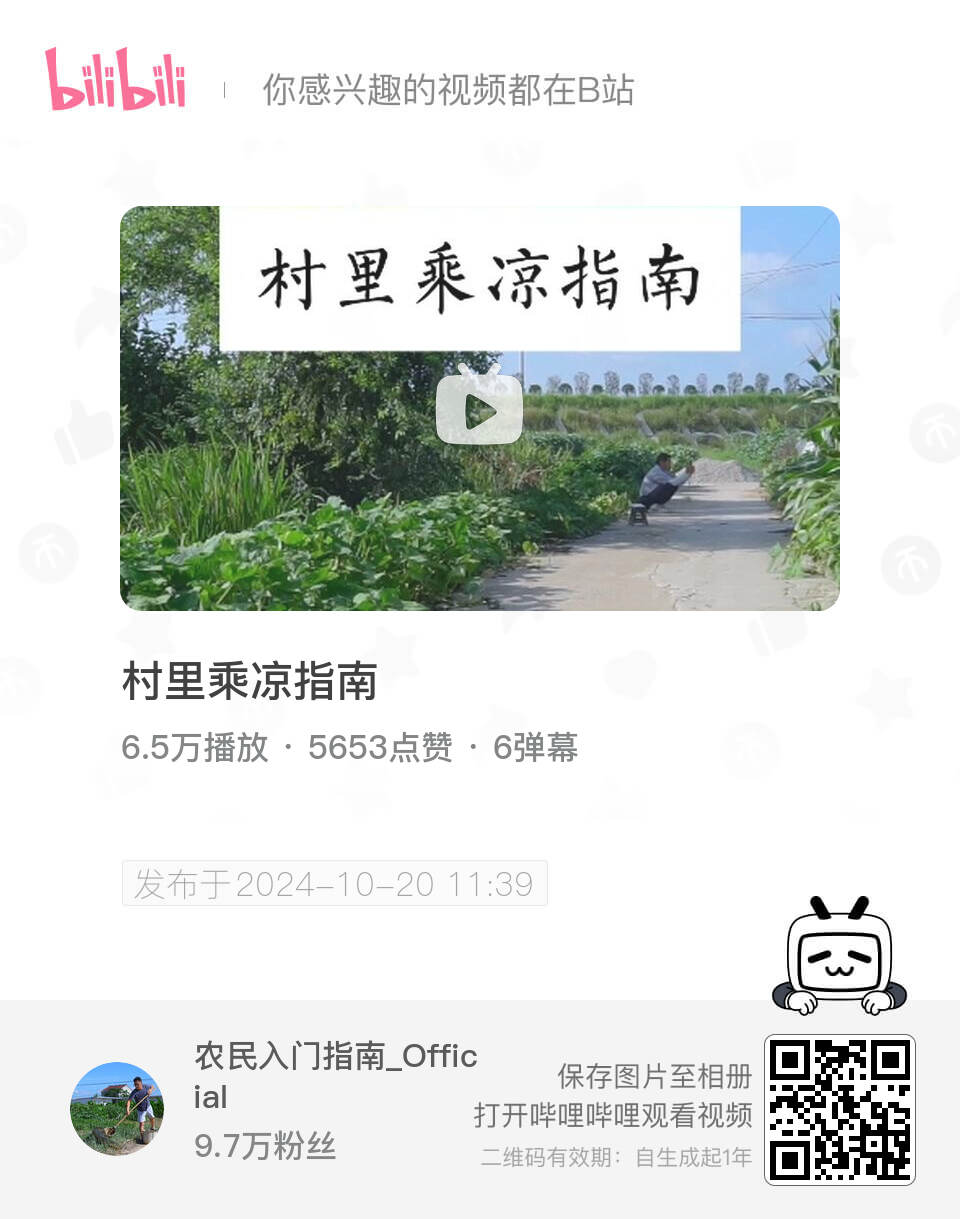 bilibili
你感兴趣的视频都在B站
村里乘凉指南
村里乘凉指南
6.5万播放 · 5653点赞 · 6弹幕
发布于2024-10-20 11:39
农民入门指南_Offic
ial
9.7万粉丝
保存图片至相册
打开哔哩哔哩观看视频
二维码有效期：自生成起1年